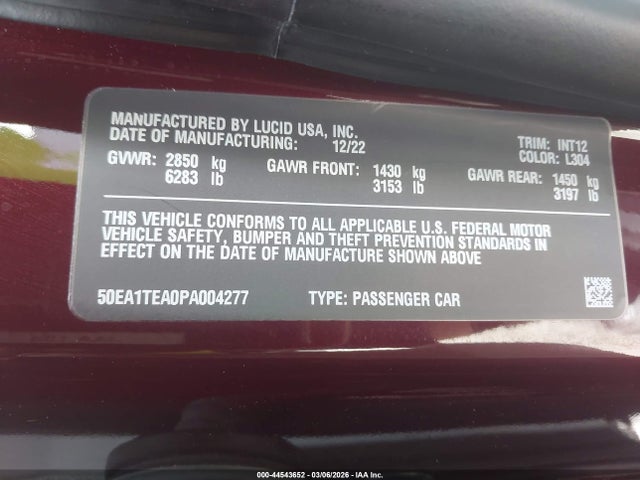 MANUFACTURED BY LUCID USA, INC.
DATE OF MANUFACTURING: 12/22
TRIM: INT12
COLOR: L304
GVWR: 2850 kg GAWR FRONT: 1430 kg GAWR REAR: 1450 kg
6283 lb 3153 lb 3197 lb
THIS VEHICLE CONFORMS TO ALL APPLICABLE U.S. FEDERAL MOTOR
VEHICLE SAFETY, BUMPER AND THEFT PREVENTION STANDARDS IN
EFFECT ON THE DATE OF MANUFACTURE SHOWN ABOVE
50EA1TEA0PA004277 TYPE: PASSENGER CAR
000-44543652 - 03/06/2026 - IAA Inc.